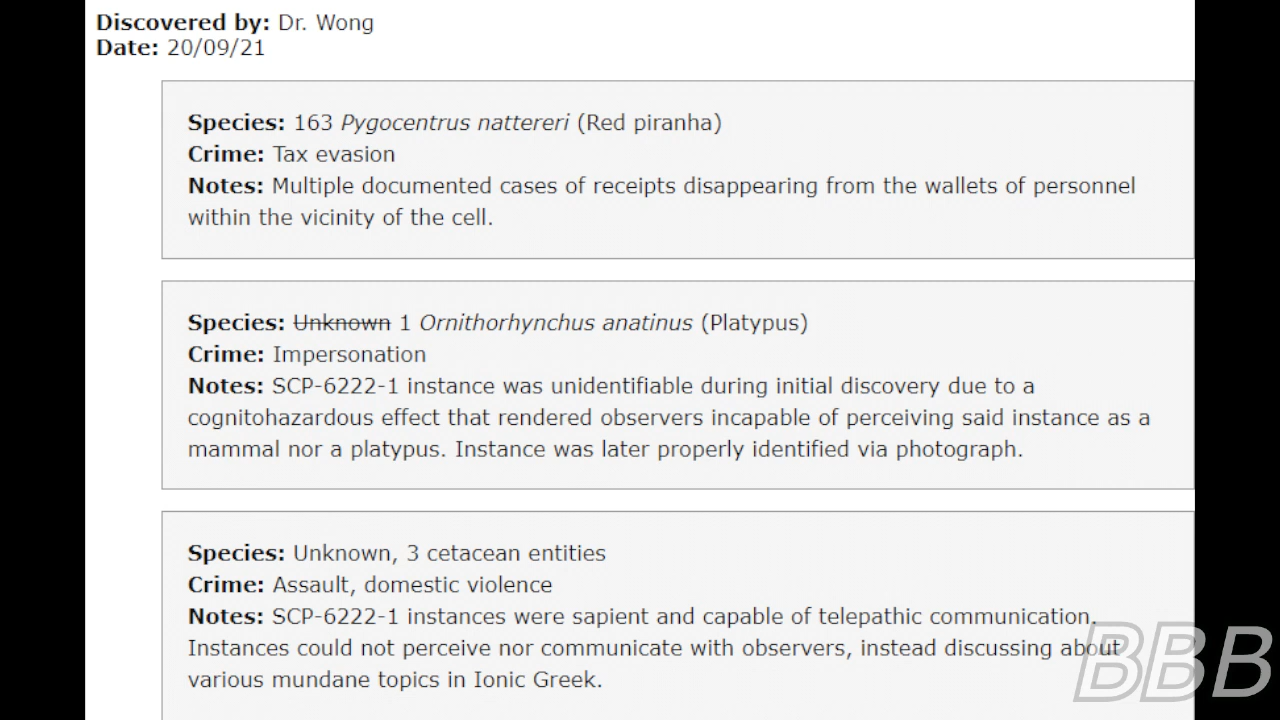 Discovered by: Dr. Wong
Date: 20/09/21
Species: 163 Pygocentrus nattereri (Red piranha)
Crime: Tax evasion
Notes: Multiple documented cases of receipts disappearing from the wallets of personnel
within the vicinity of the cell.
Species: Unknown 1 Ornithorhynchus anatinus (Platypus)
Crime: Impersonation
Notes: SCP-6222-1 instance was unidentifiable during initial discovery due to a
cognitohazardous effect that rendered observers incapable of perceiving said instance as a
mammal nor a platypus. Instance was later properly identified via photograph.
Species: Unknown, 3 cetacean entities
Crime: Assault, domestic violence
Notes: SCP-6222-1 instances were sapient and capable of telepathic communication.
Instances could not perceive nor communicate with observers, instead discussing about
various mundane topics in Ionic Greek.
BBB